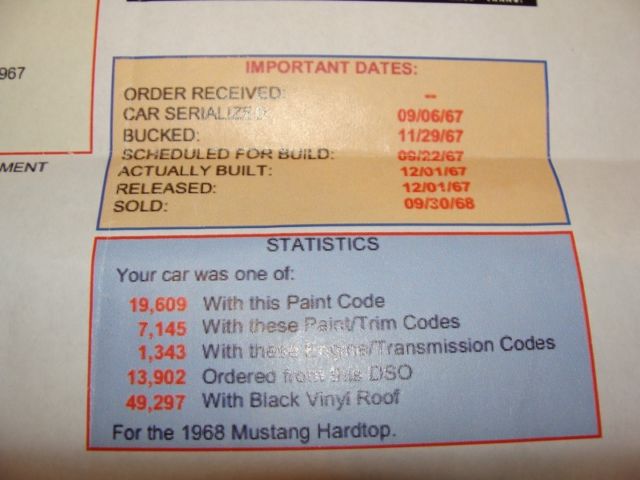 967
MENT
IMPORTANT DATES:
ORDER RECEIVED: --
CAR SERIALIZED: 09/06/67
BUCKED: 11/29/67
SCHEDULED FOR BUILD: 09/22/67
ACTUALLY BUILT: 12/01/67
RELEASED: 12/01/67
SOLD: 09/30/68
STATISTICS
Your car was one of:
19,609 With this Paint Code
7,145 With these Paint/Trim Codes
1,343 With these Engine/Transmission Codes
13,902 Ordered from this DSO
49,297 With Black Vinyl Roof
For the 1968 Mustang Hardtop.